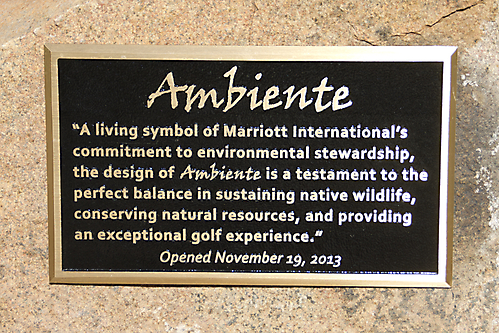 Ambiente
“A living symbol of Marriott International’s
commitment to environmental stewardship,
the design of Ambiente is a testament to the
perfect balance in sustaining native wildlife,
conserving natural resources, and providing
an exceptional golf experience.”
Opened November 19, 2013